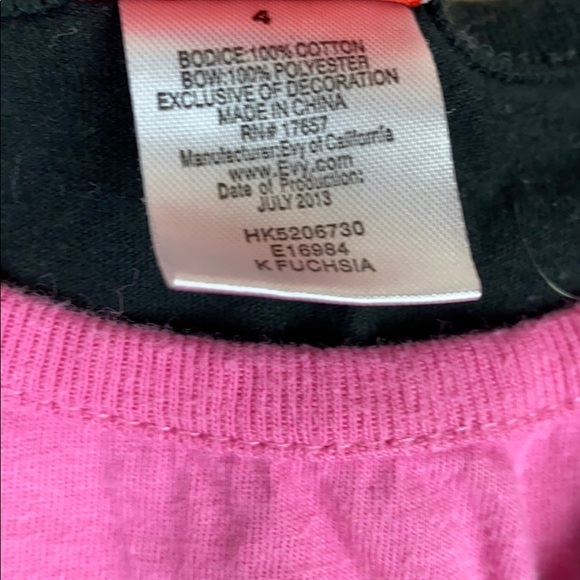 4
BODICE:100% COTTON
BOW:100% POLYESTER
EXCLUSIVE OF DECORATION
MADE IN CHINA
RN# 17657
Manufacturer:Evy of California
www.Evy.com
Date of Production:
JULY 2013
HK5206730
E16984
K FUCHSIA